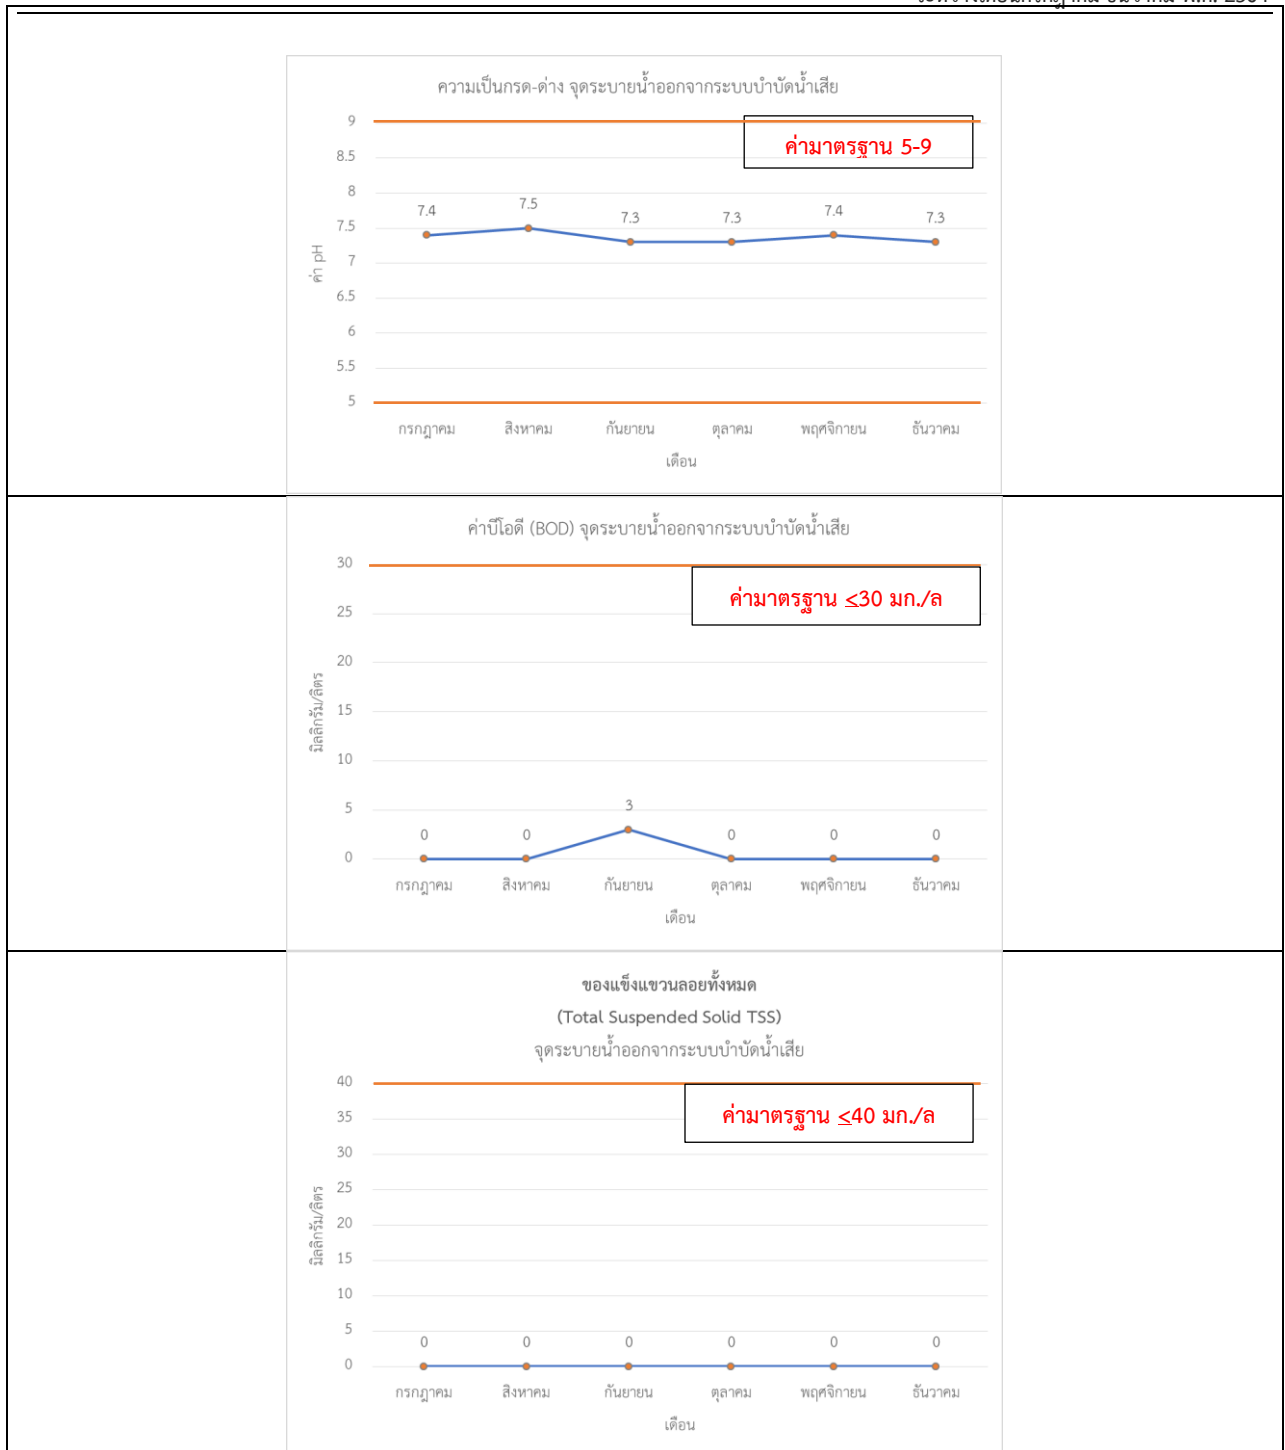 ความเป็นกรด-ด่าง จุดระบายน้ำออกจากระบบบำบัดน้ำเสีย
ค่ามาตรฐาน 5-9
9
8.5
8
7.5
7
6.5
6
5.5
5
ค่า pH
7.4
7.5
7.3
7.3
7.4
7.3
กรกฎาคม สิงหาคม กันยายน ตุลาคม พฤศจิกายน ธันวาคม
เดือน
ค่าบีโอดี (BOD) จุดระบายน้ำออกจากระบบบำบัดน้ำเสีย
ค่ามาตรฐาน ≤30 มก./ล
30
25
20
15
10
5
0
มิลลิกรัม/ลิตร
0
0
3
0
0
0
กรกฎาคม สิงหาคม กันยายน ตุลาคม พฤศจิกายน ธันวาคม
เดือน
ของแข็งแขวนลอยทั้งหมด
(Total Suspended Solid TSS)
จุดระบายน้ำออกจากระบบบำบัดน้ำเสีย
ค่ามาตรฐาน ≤40 มก./ล
40
35
30
25
20
15
10
5
0
มิลลิกรัม/ลิตร
0
0
0
0
0
0
กรกฎาคม สิงหาคม กันยายน ตุลาคม พฤศจิกายน ธันวาคม
เดือน